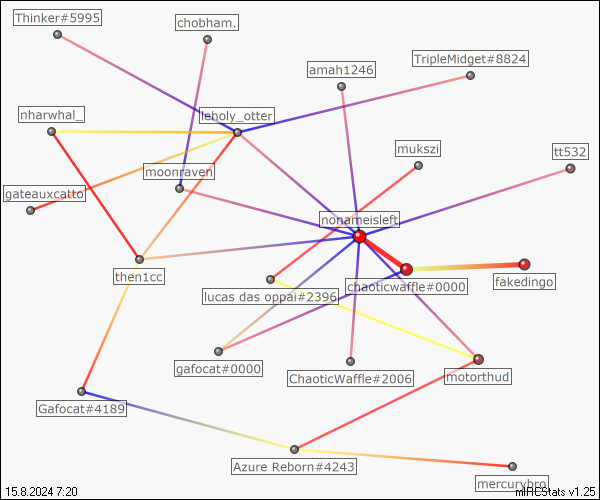 Thinker#5995
chobham.
TripleMidget#8824
amah1246
nharwhal_
leholy_otter
mukszi
tt532
moonraven
gateauxcatto
nonameisleft
then1cc
chaoticwaffle#0000
fakedingo
lucas das oppai#2396
gafocat#0000
ChaoticWaffle#2006
motorthud
Gafocat#4189
Azure Reborn#4243
mercurybro
15.8.2024 7:20
mIRCStats v1.25